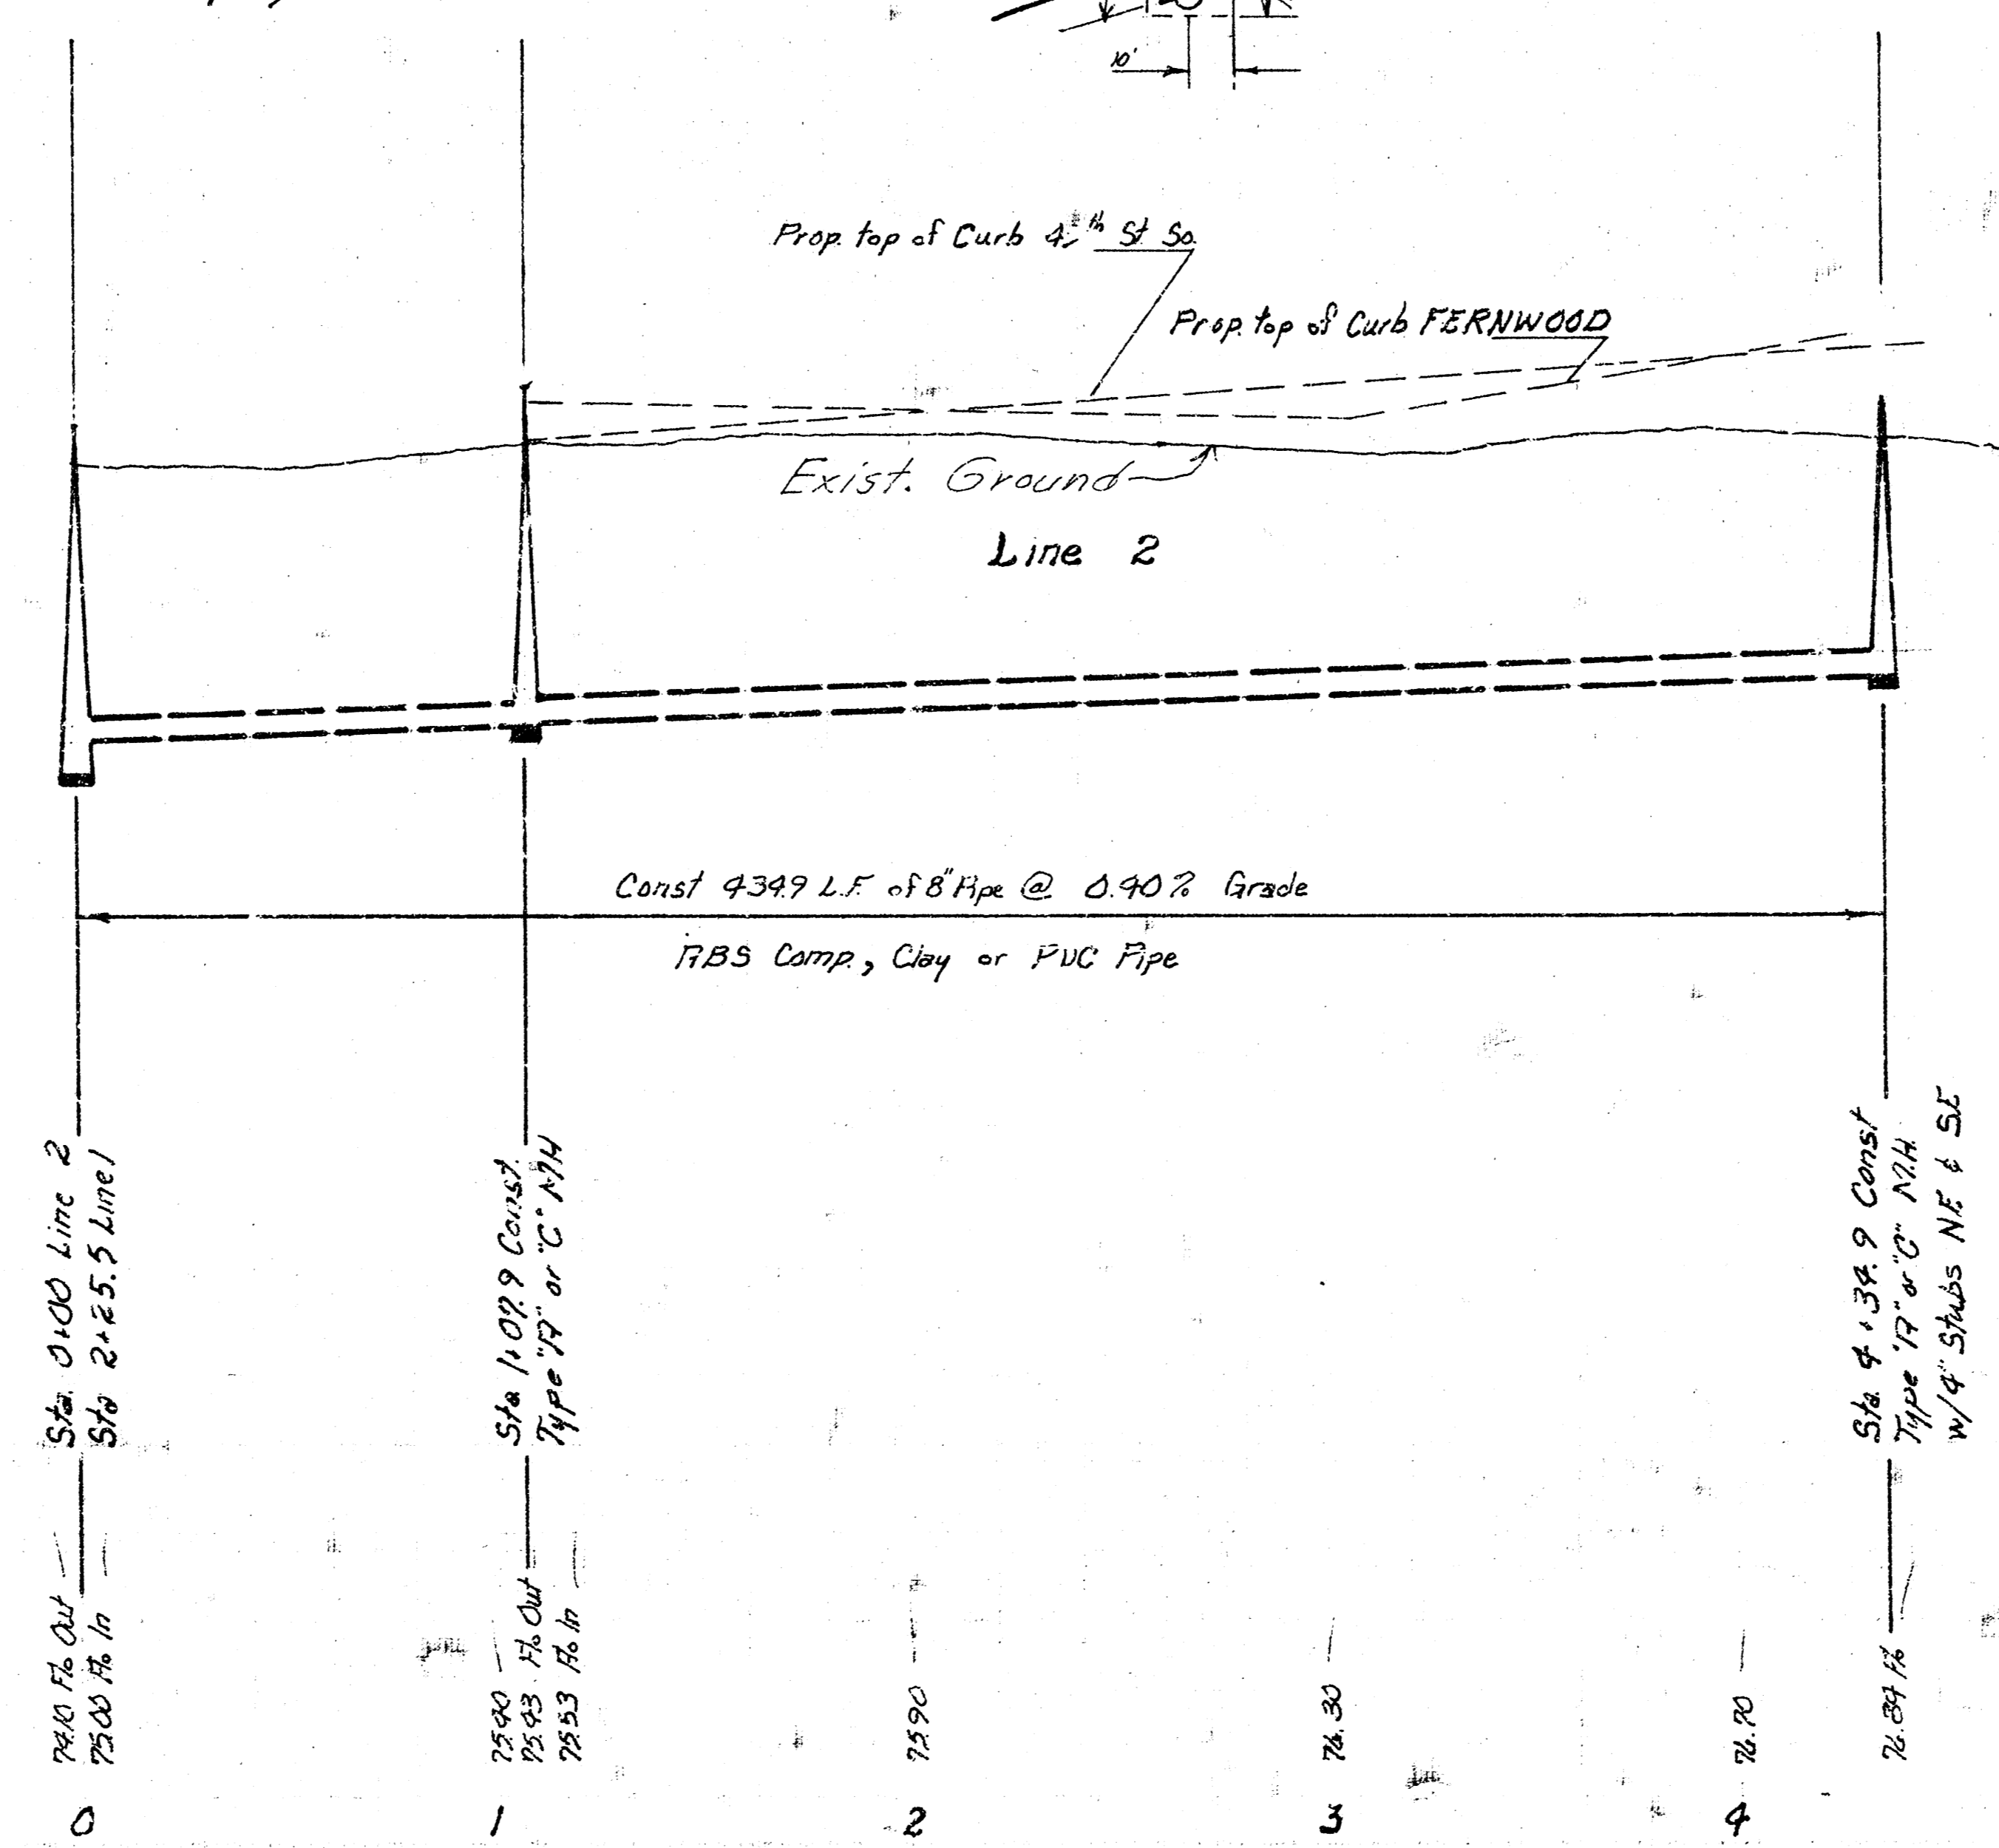 10'
Prop. top of Curb 4th St So.
Prop. top of Curb FERNWOOD
Exist. Ground
Line 2
Const 434.9 L.F. of 8" Pipe @ 0.40% Grade
ABS Comp., Clay or PVC Pipe
Sta. 0+00 Line 2
Sta 2+25.5 Line 1
Sta 1+07.9 Const.
Type "A" or "C" MH
Sta. 4+34.9 Const
Type "A" or "C" M.H.
w/4" Stubs NE & SE
74.10 Flo Out
75.00 Flo In
75.40
75.43 Flo Out
75.53 Flo In
75.90
76.30
76.70
76.84 Flo
0 1 2 3 4